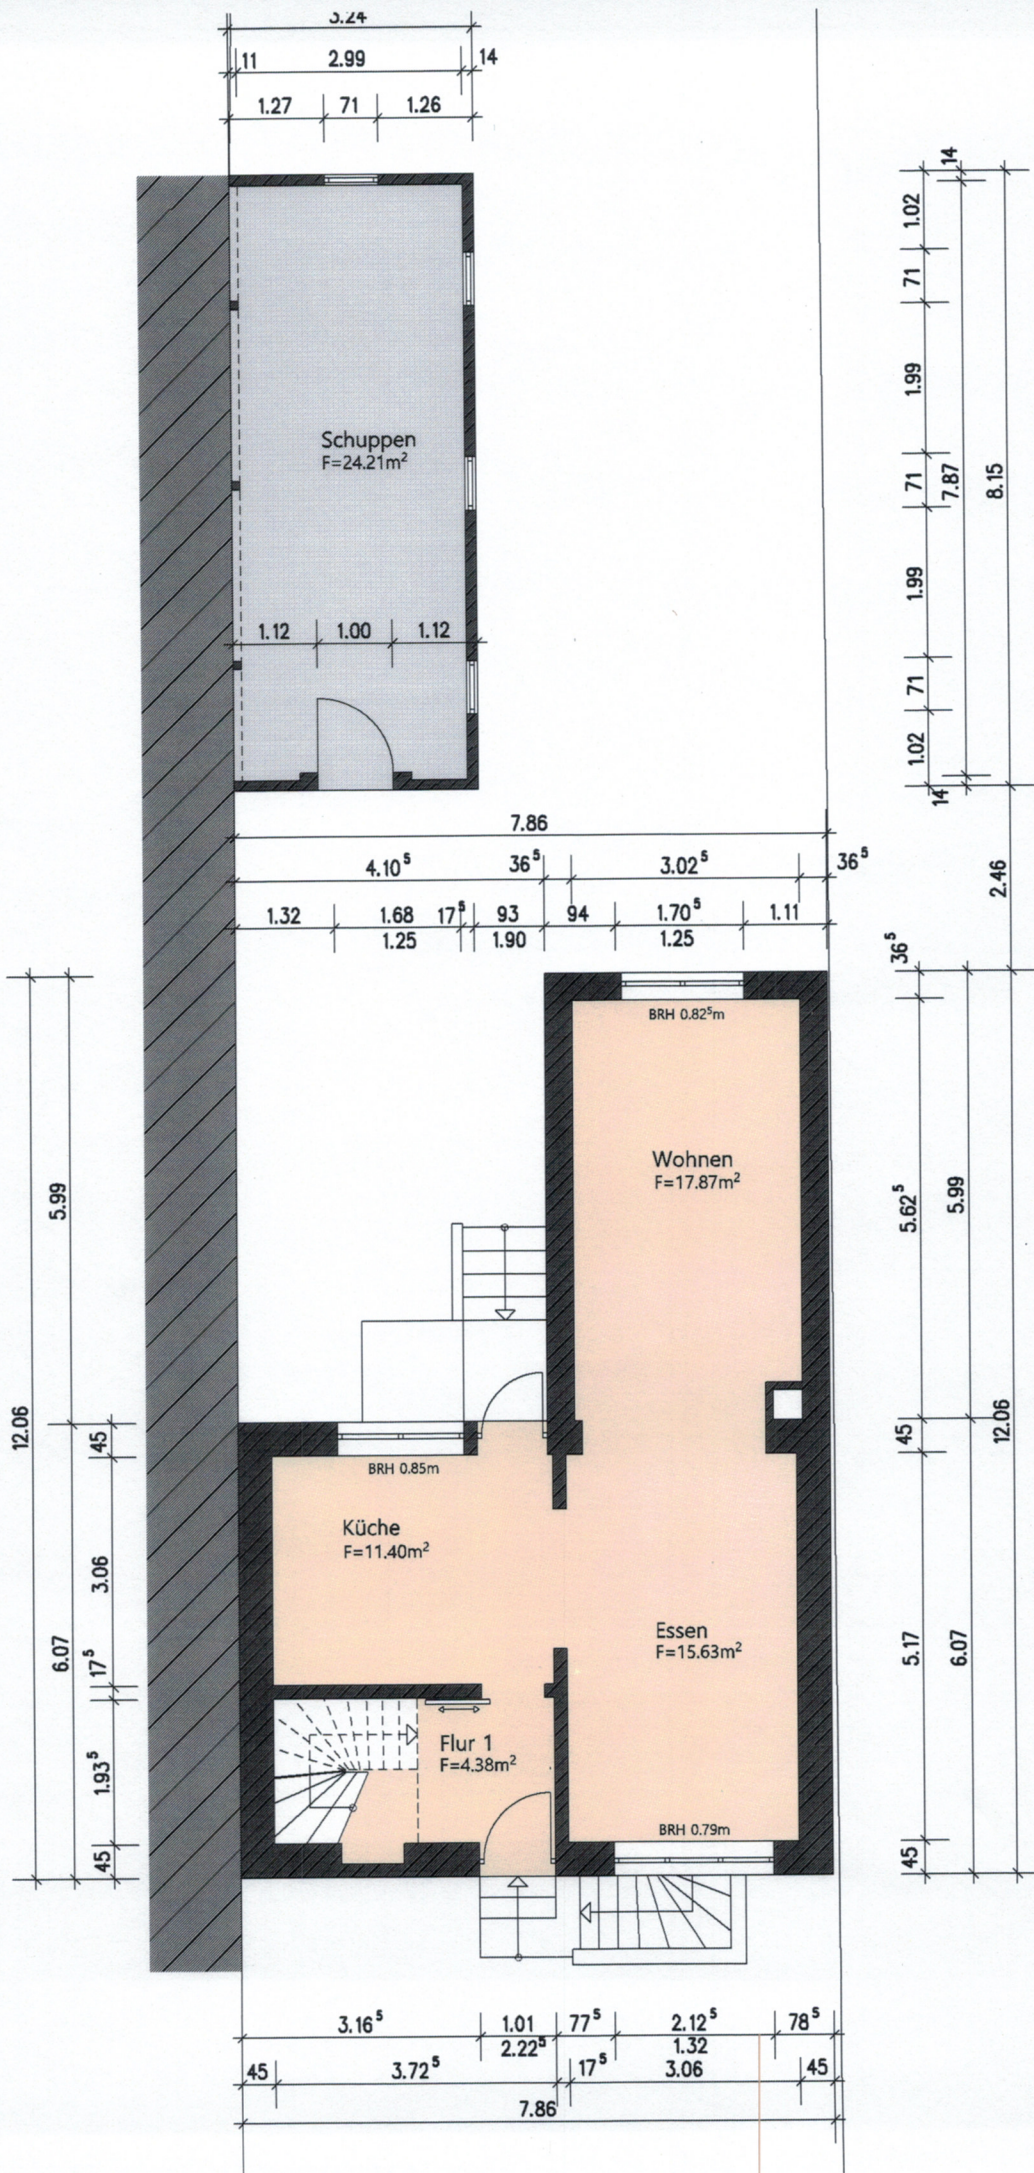 3.24
11 2.99 14
1.27 71 1.26
14
1.02
71
1.99
71
7.87
8.15
1.99
71
1.02
14
Schuppen
F=24.21m²
1.12 1.00 1.12
7.86
4.10⁵ 36⁵ 3.02⁵ 36⁵
1.32 1.68 17⁵ 93 94 1.70⁵ 1.11
1.25 1.90 1.25
2.46
36⁵
BRH 0.82⁵m
Wohnen
F=17.87m²
5.99
5.62⁵
5.99
12.06
12.06
45
45
BRH 0.85m
Küche
F=11.40m²
3.06
6.07
17⁵
Essen
F=15.63m²
5.17
6.07
Flur 1
F=4.38m²
1.93⁵
45
BRH 0.79m
45
3.16⁵ 1.01 77⁵ 2.12⁵ 78⁵
2.22⁵ 1.32
45 3.72⁵ 17⁵ 3.06 45
7.86